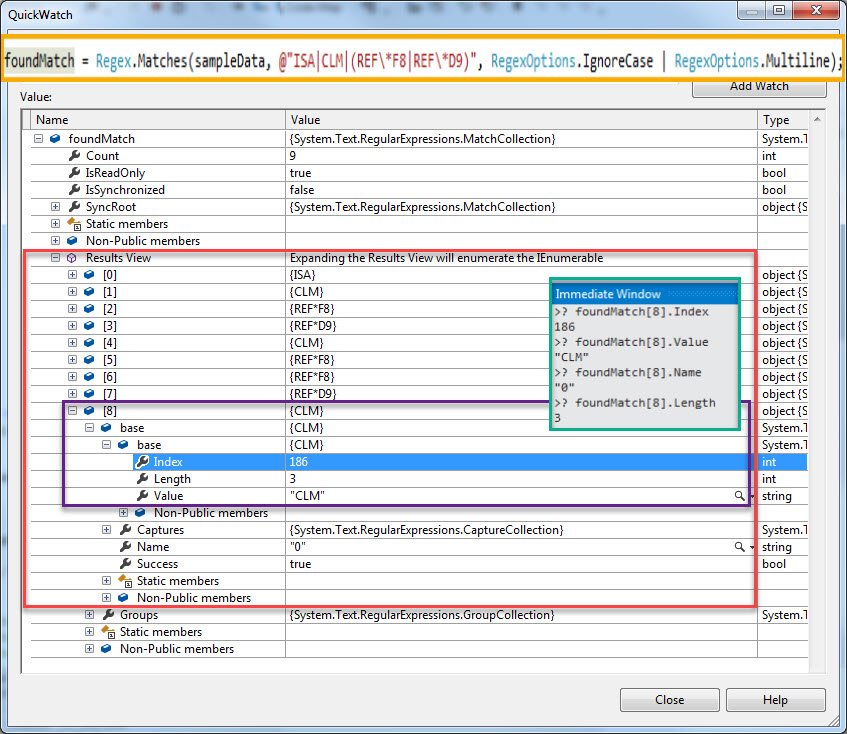 QuickWatch
foundMatch = Regex.Matches(sampleData, @"ISA|CLM|(REF\*F8|REF\*D9)", RegexOptions.IgnoreCase | RegexOptions.Multiline);
Add Watch
Value:
Name Value Type
foundMatch {System.Text.RegularExpressions.MatchCollection} System.T
Count 9 int
IsReadOnly true bool
IsSynchronized false bool
SyncRoot {System.Text.RegularExpressions.MatchCollection} object {S
Static members
Non-Public members
Results View Expanding the Results View will enumerate the IEnumerable
[0] {ISA} object {S
[1] {CLM} object {S
[2] {REF*F8} object {S
[3] {REF*D9} object {S
[4] {CLM} object {S
[5] {REF*F8} object {S
[6] {REF*F8} object {S
[7] {REF*D9} object {S
[8] {CLM} object {S
base {CLM} System.T
base {CLM} System.T
Index 186 int
Length 3 int
Value "CLM" string
Non-Public members
Captures {System.Text.RegularExpressions.CaptureCollection} System.T
Name "0" string
Success true bool
Static members
Non-Public members
Groups {System.Text.RegularExpressions.GroupCollection} System.T
Static members
Non-Public members
Immediate Window
>? foundMatch[8].Index
186
>? foundMatch[8].Value
"CLM"
>? foundMatch[8].Name
"0"
>? foundMatch[8].Length
3
Close Help